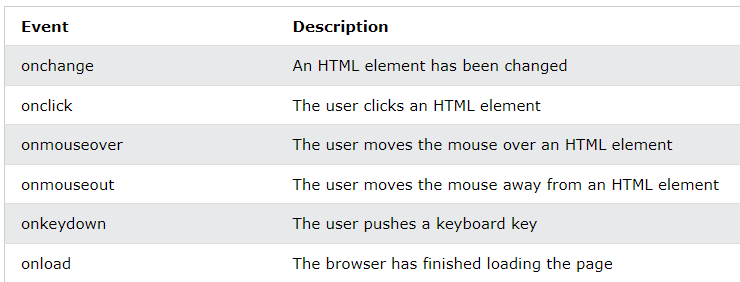 Event Description
onchange An HTML element has been changed
onclick The user clicks an HTML element
onmouseover The user moves the mouse over an HTML element
onmouseout The user moves the mouse away from an HTML element
onkeydown The user pushes a keyboard key
onload The browser has finished loading the page